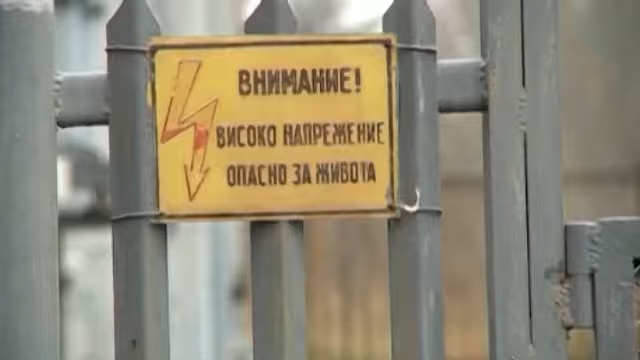 ВНИМАНИЕ!
ВИСОКО НАПРЕЖЕНИЕ
ОПАСНО ЗА ЖИВОТА